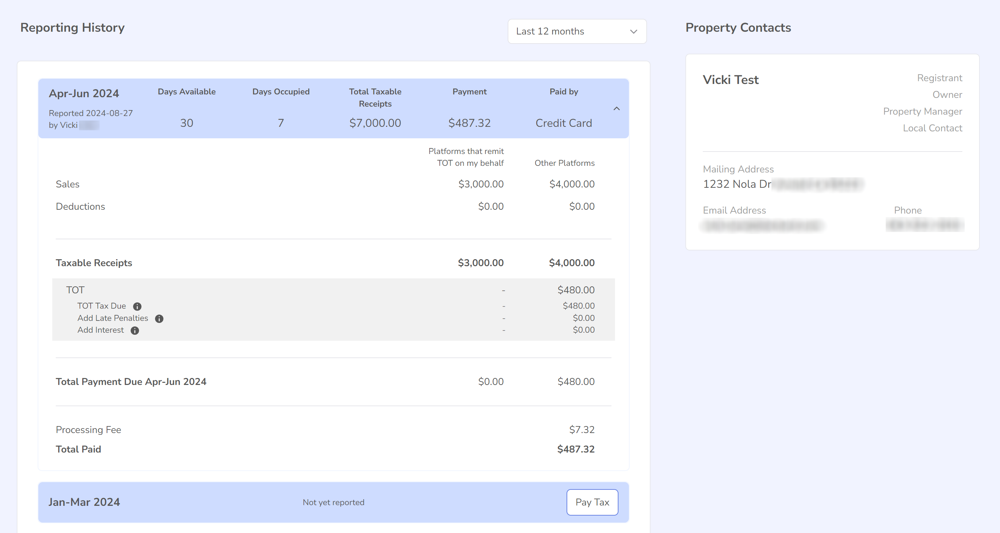 Reporting History
Last 12 months
Apr-Jun 2024
Reported 2024-08-27
by Vicki
Days Available
30
Days Occupied
7
Total Taxable
Receipts
$7,000.00
Payment
$487.32
Paid by
Credit Card
Platforms that remit
TOT on my behalf
Other Platforms
Sales $3,000.00 $4,000.00
Deductions $0.00 $0.00
Taxable Receipts $3,000.00 $4,000.00
TOT - $480.00
TOT Tax Due - $480.00
Add Late Penalties - $0.00
Add Interest - $0.00
Total Payment Due Apr-Jun 2024 $0.00 $480.00
Processing Fee $7.32
Total Paid $487.32
Jan-Mar 2024 Not yet reported Pay Tax
Property Contacts
Vicki Test
Registrant
Owner
Property Manager
Local Contact
Mailing Address
1232 Nola Dr
Email Address
Phone